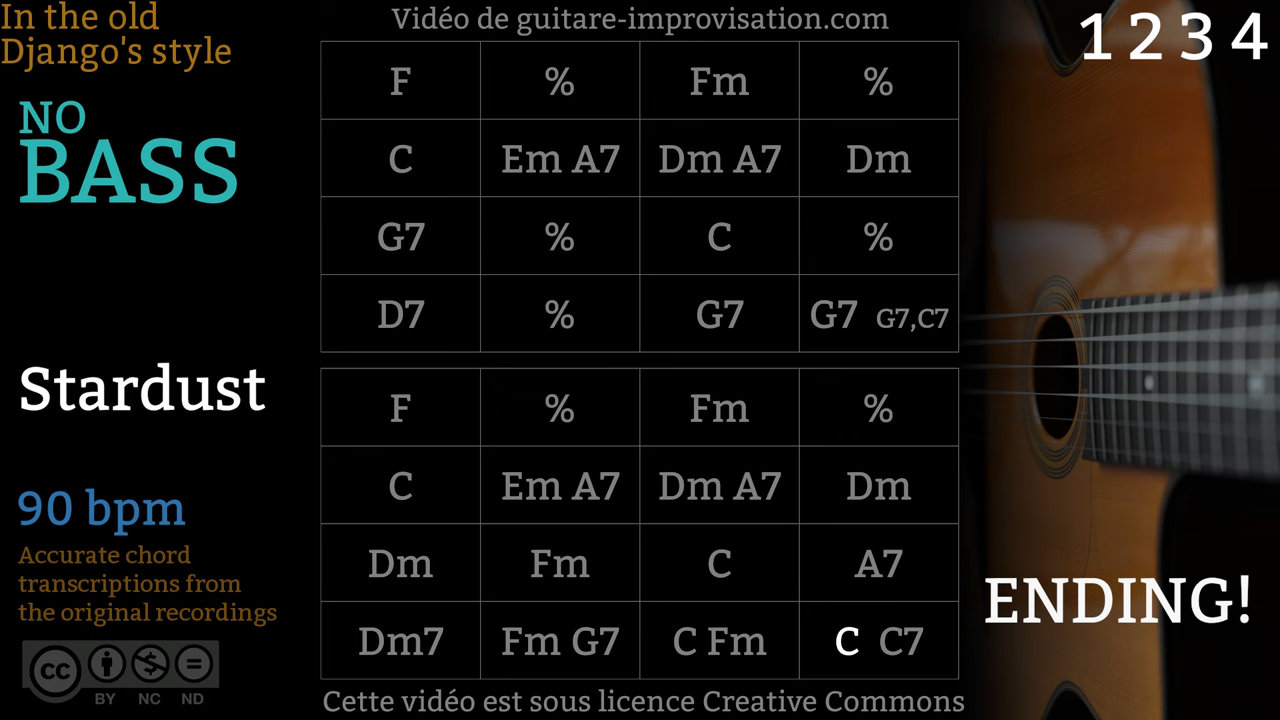 In the old
Django's style
NO
BASS
Stardust
90 bpm
Accurate chord
transcriptions from
the original recordings
cc
BY NC ND
Vidéo de guitare-improvisation.com
F % Fm %
C Em A7 Dm A7 Dm
G7 % C %
D7 % G7 G7 G7,C7
F % Fm %
C Em A7 Dm A7 Dm
Dm Fm C A7
Dm7 Fm G7 C Fm C C7
Cette vidéo est sous licence Creative Commons
1 2 3 4
ENDING!